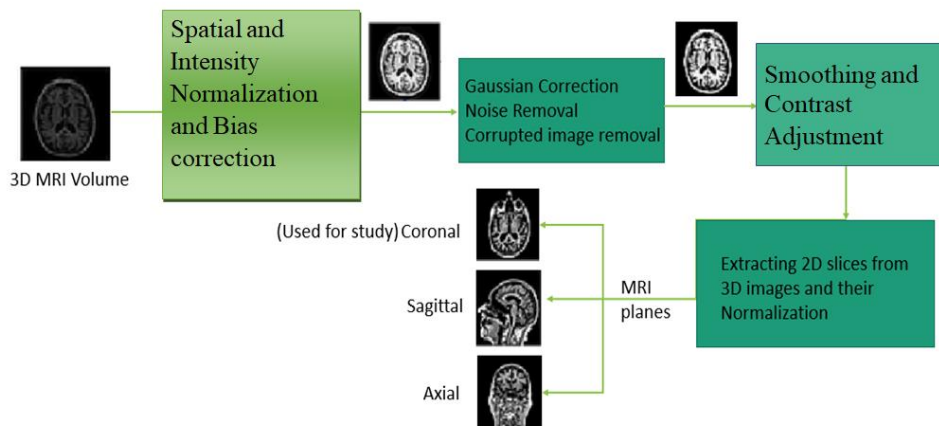 3D MRI Volume
Spatial and
Intensity
Normalization
and Bias
correction
Gaussian Correction
Noise Removal
Corrupted image removal
Smoothing and
Contrast
Adjustment
Extracting 2D slices from
3D images and their
Normalization
MRI
planes
(Used for study) Coronal
Sagittal
Axial